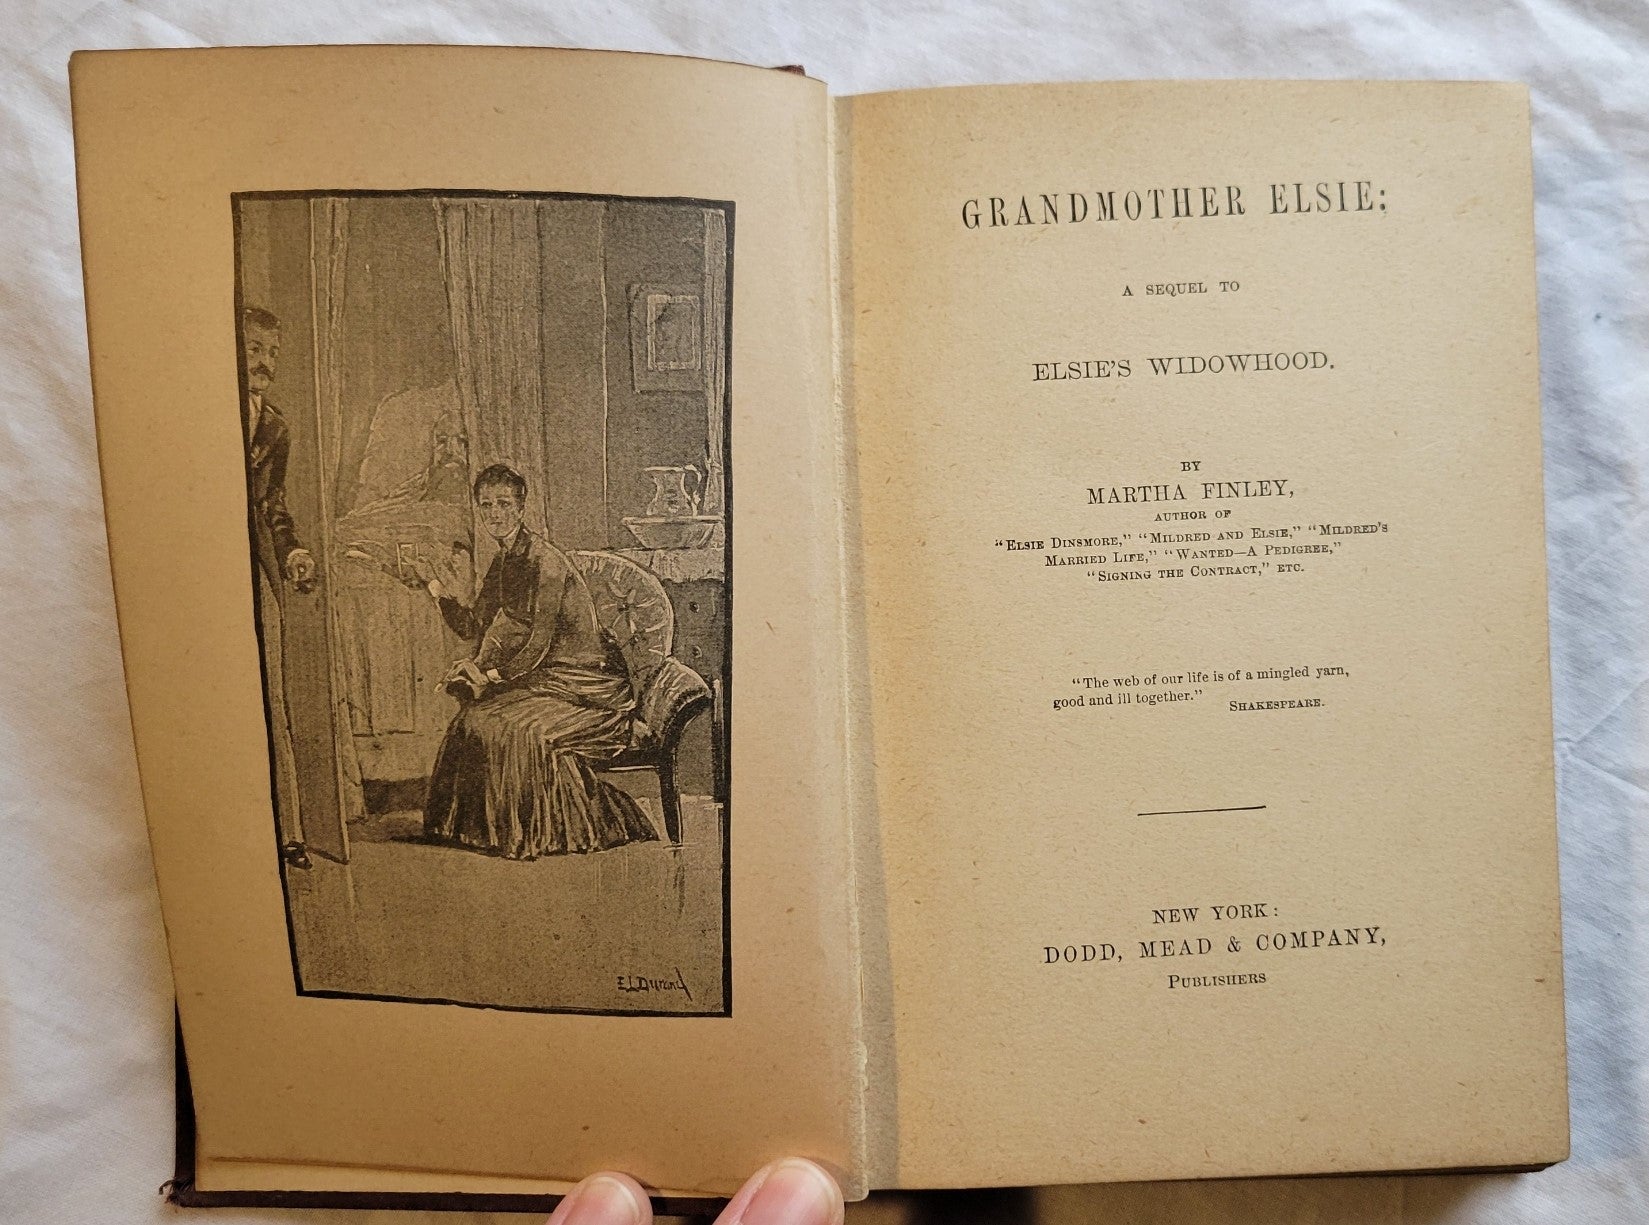 E L Durand
GRANDMOTHER ELSIE:
A SEQUEL TO
ELSIE'S WIDOWHOOD.
BY
MARTHA FINLEY,
AUTHOR OF
"ELSIE DINSMORE," "MILDRED AND ELSIE," "MILDRED'S
MARRIED LIFE," "WANTED—A PEDIGREE,"
"SIGNING THE CONTRACT," ETC.
"The web of our life is of a mingled yarn,
good and ill together."
SHAKESPEARE.
NEW YORK:
DODD, MEAD & COMPANY,
PUBLISHERS